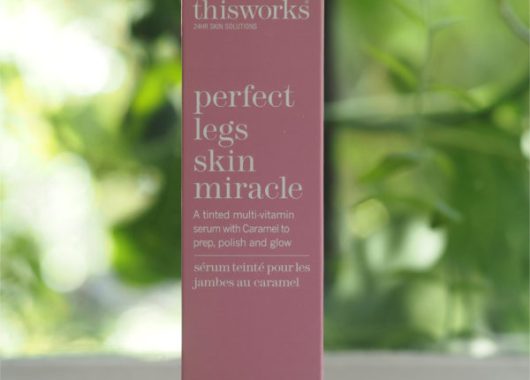 thisworks
24HR SKIN SOLUTIONS
perfect
legs
skin
miracle
A tinted multi-vitamin
serum with Caramel to
prep, polish and glow
sérum teinté pour les
jambes au caramel